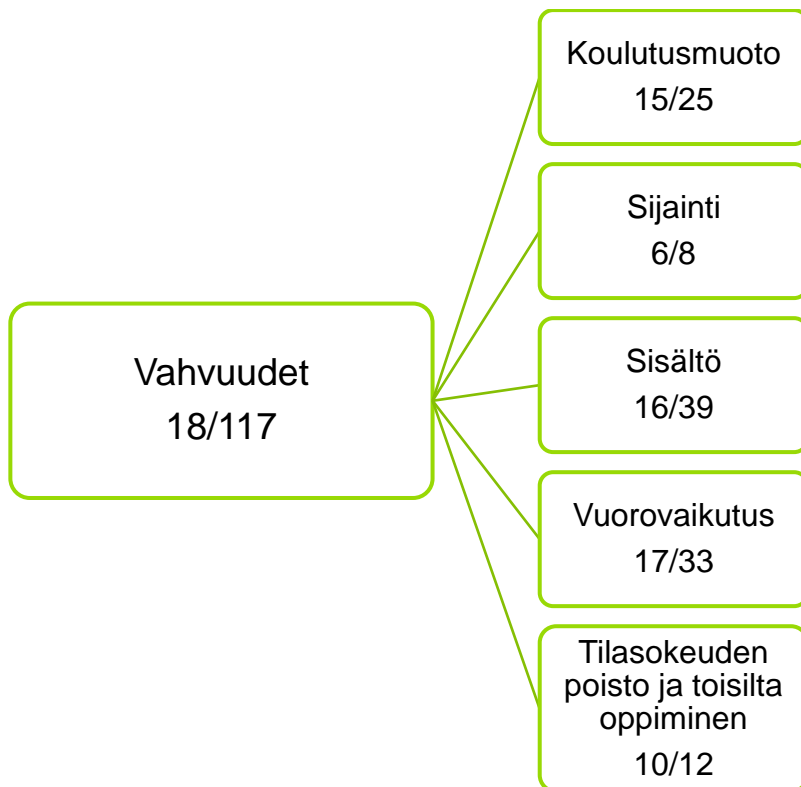 Vahvuudet
18/117
Koulutusmuoto
15/25
Sijainti
6/8
Sisältö
16/39
Vuorovaikutus
17/33
Tilasokeuden
poisto ja toisilta
oppiminen
10/12